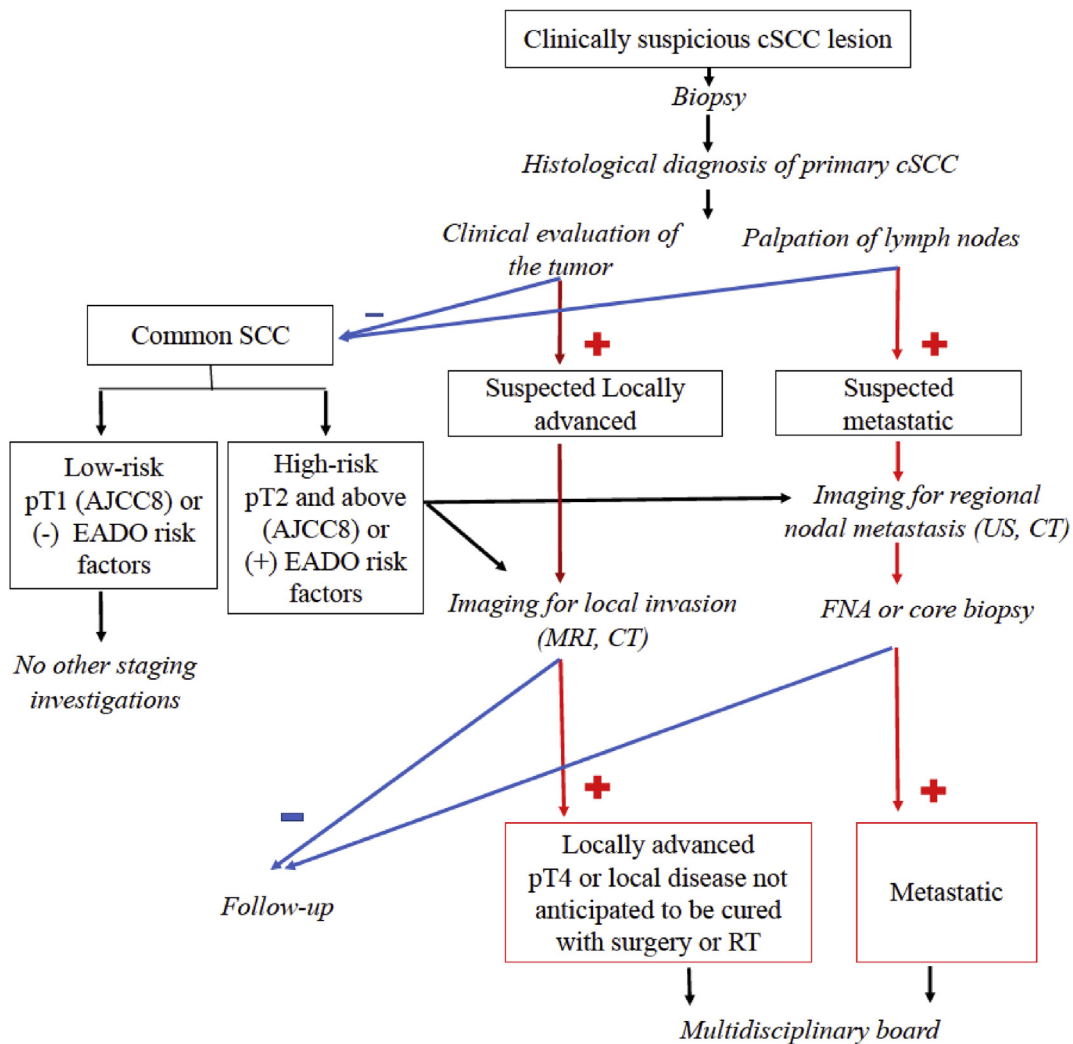 Clinically suspicious cSCC lesion
Biopsy
Histological diagnosis of primary cSCC
Clinical evaluation of
the tumor
Palpation of lymph nodes
Common SCC
Suspected Locally
advanced
Suspected
metastatic
Low-risk
pT1 (AJCC8) or
(-) EADO risk
factors
High-risk
pT2 and above
(AJCC8) or
(+) EADO risk
factors
Imaging for regional
nodal metastasis (US, CT)
Imaging for local invasion
(MRI, CT)
FNA or core biopsy
No other staging
investigations
Locally advanced
pT4 or local disease not
anticipated to be cured
with surgery or RT
Metastatic
Follow-up
Multidisciplinary board